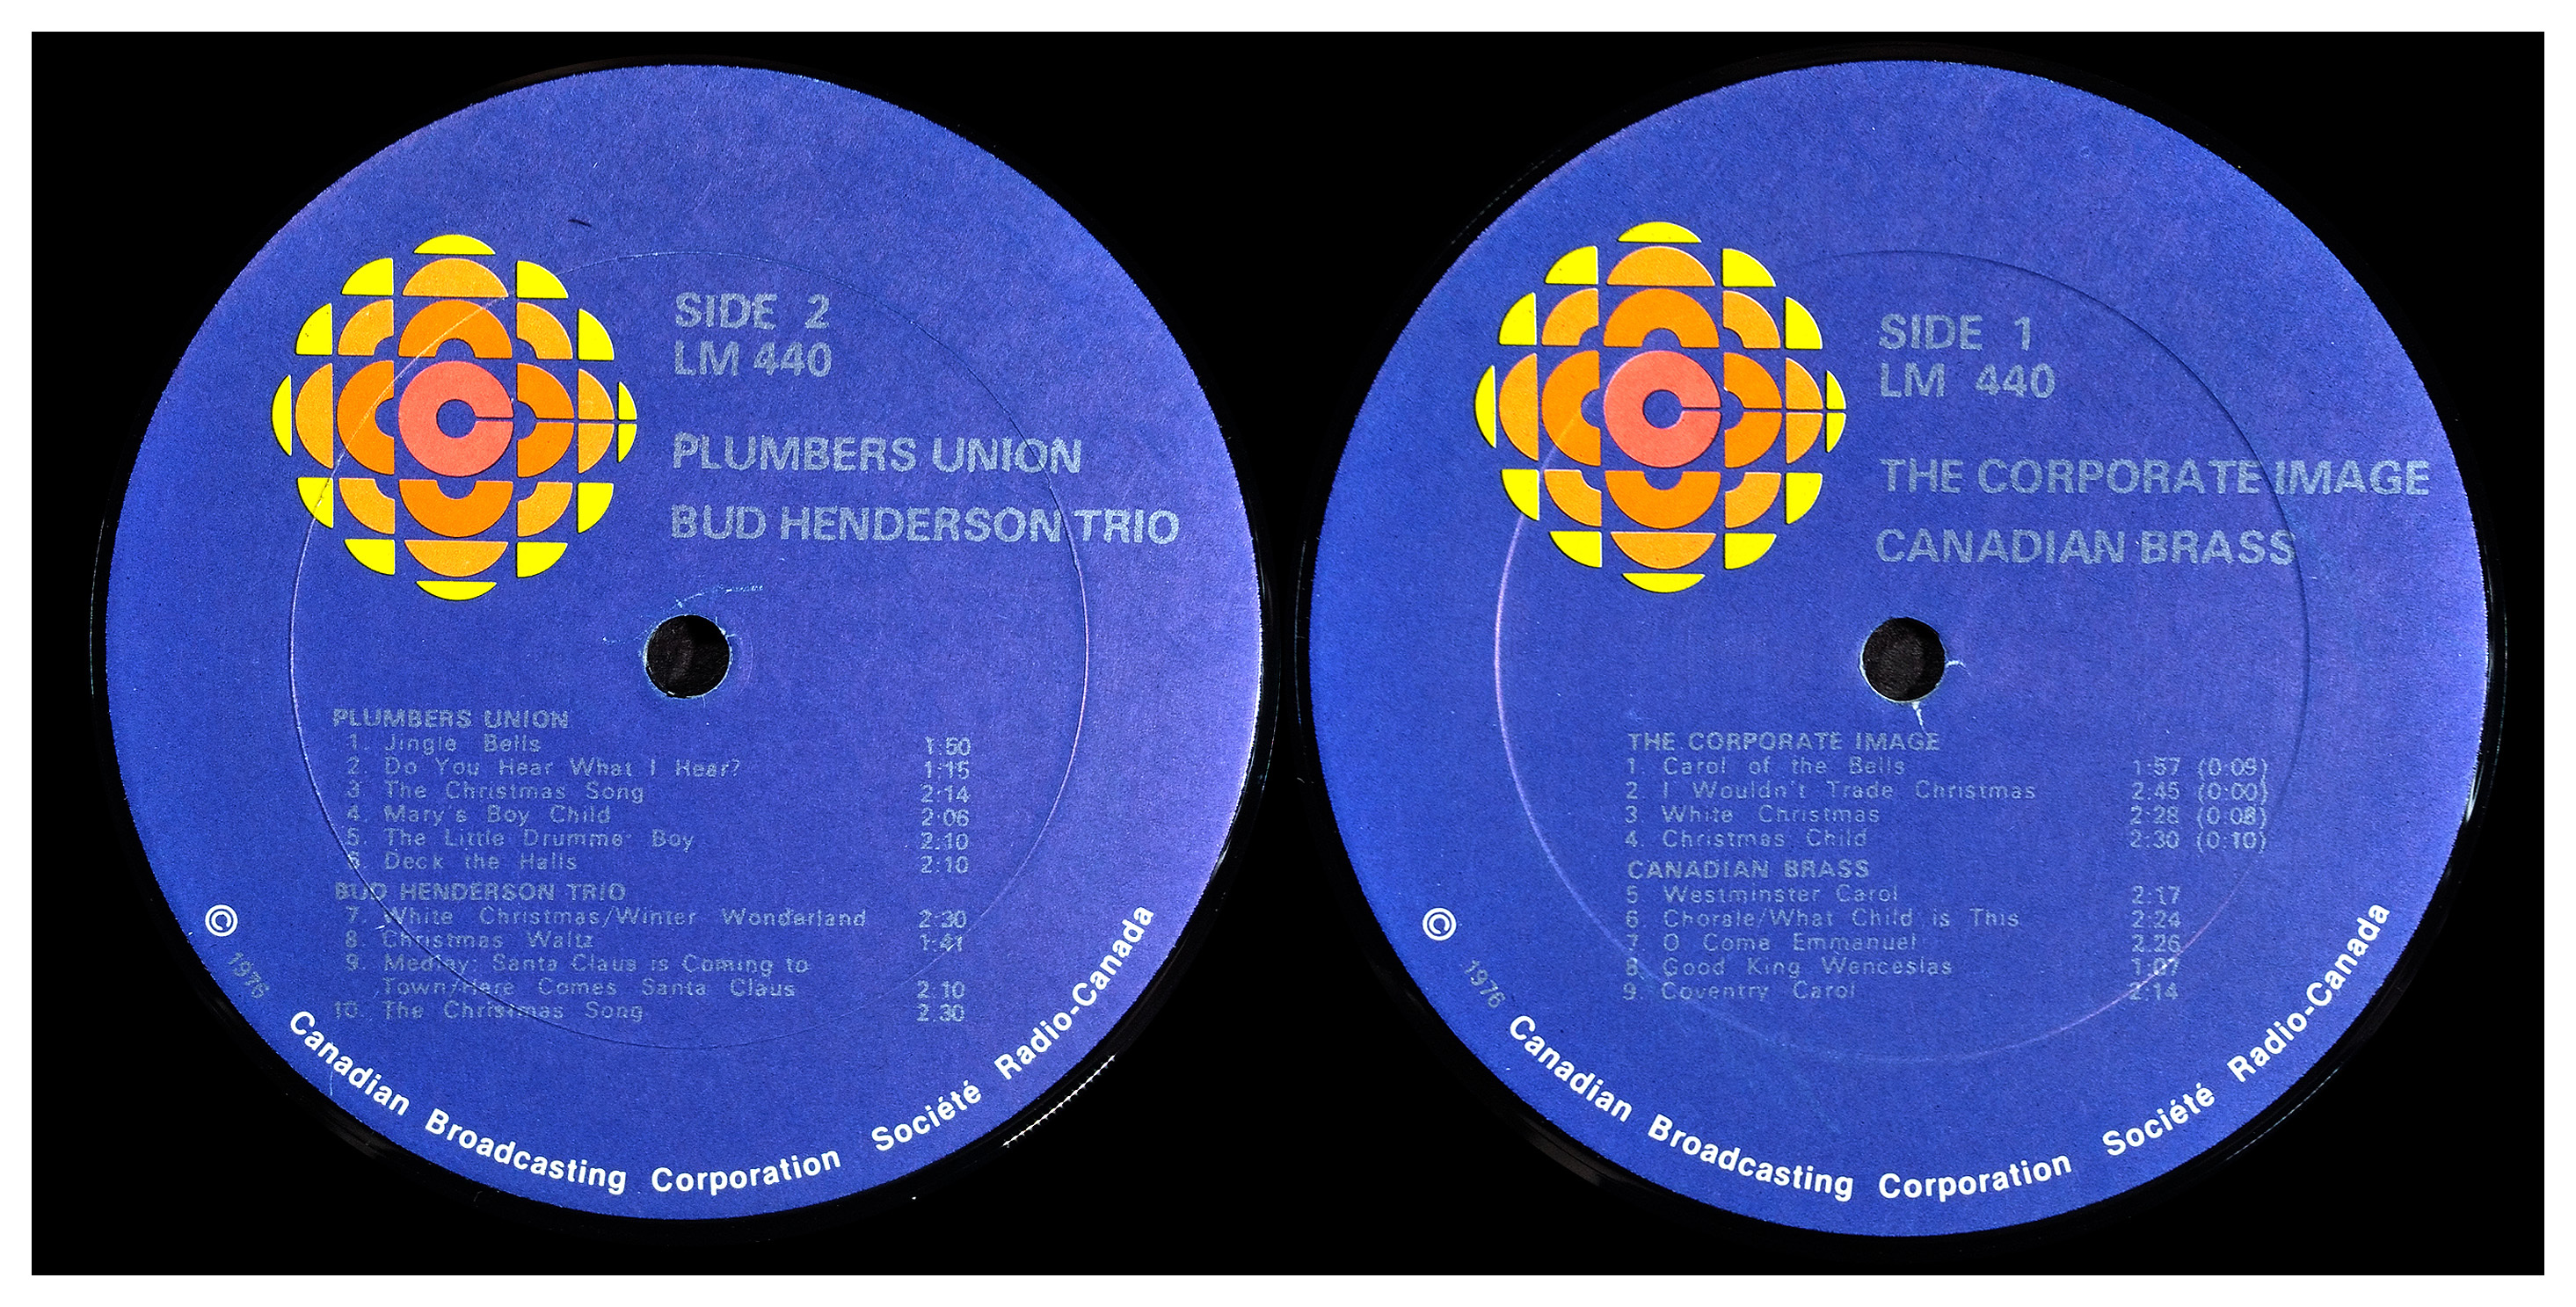 SIDE 2
LM 440
PLUMBERS UNION
BUD HENDERSON TRIO
PLUMBERS UNION
1. Jingle Bells 1:50
2. Do You Hear What I Hear? 1:15
3 The Christmas Song 2:14
4. Mary's Boy Child 2:06
5. The Little Drummer Boy 2:10
6. Deck the Halls 2:10
BUD HENDERSON TRIO
7. White Christmas/Winter Wonderland 2:30
8. Christmas Waltz 1:41
9. Medley: Santa Claus is Coming to
Town/Here Comes Santa Claus 2:10
10. The Christmas Song 2:30
© 1976 Canadian Broadcasting Corporation Société Radio-Canada
SIDE 1
LM 440
THE CORPORATE IMAGE
CANADIAN BRASS
THE CORPORATE IMAGE
1. Carol of the Bells 1:57 (0:09)
2. I Wouldn't Trade Christmas 2:45 (0:00)
3. White Christmas 2:28 (0:08)
4. Christmas Child 2:30 (0:10)
CANADIAN BRASS
5 Westminster Carol 2:17
6 Chorale/What Child is This 2:24
7. O Come Emmanuel 2:26
8. Good King Wenceslas 1:07
9. Coventry Carol 2:14
© 1976 Canadian Broadcasting Corporation Société Radio-Canada